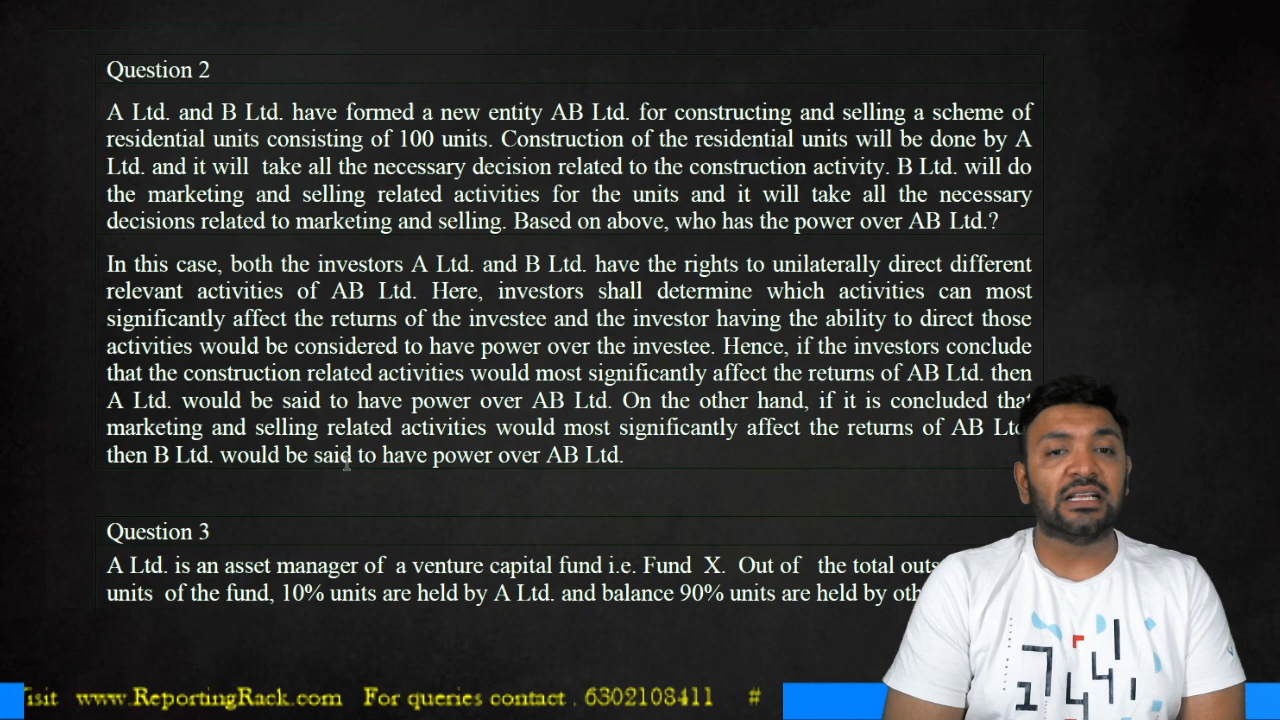 Question 2
A Ltd. and B Ltd. have formed a new entity AB Ltd. for constructing and selling a scheme of
residential units consisting of 100 units. Construction of the residential units will be done by A
Ltd. and it will take all the necessary decision related to the construction activity. B Ltd. will do
the marketing and selling related activities for the units and it will take all the necessary
decisions related to marketing and selling. Based on above, who has the power over AB Ltd.?
In this case, both the investors A Ltd. and B Ltd. have the rights to unilaterally direct different
relevant activities of AB Ltd. Here, investors shall determine which activities can most
significantly affect the returns of the investee and the investor having the ability to direct those
activities would be considered to have power over the investee. Hence, if the investors conclude
that the construction related activities would most significantly affect the returns of AB Ltd. then
A Ltd. would be said to have power over AB Ltd. On the other hand, if it is concluded that
marketing and selling related activities would most significantly affect the returns of AB
then B Ltd. would be said to have power over AB Ltd.
Question 3
A Ltd. is an asset manager of a venture capital fund i.e. Fund X. Out of the total
units of the fund, 10% units are held by A Ltd. and balance 90% units are held by
www.ReportingRack.com For queries contact . 6302108411 #